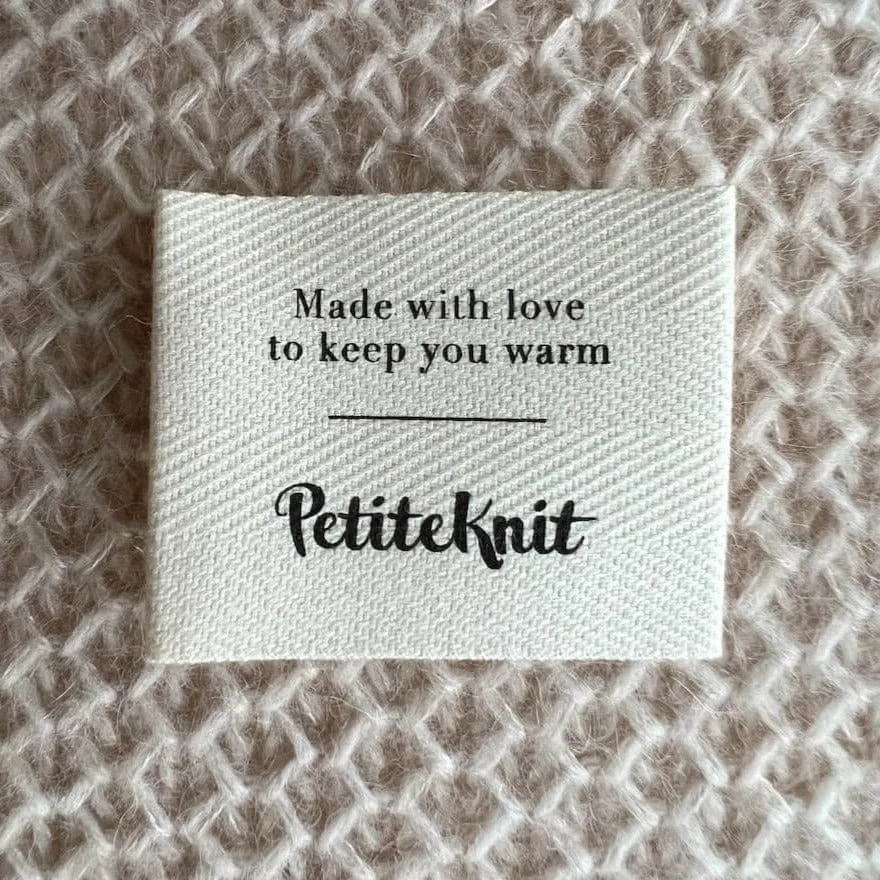 Made with love
to keep you warm
PetiteKnit